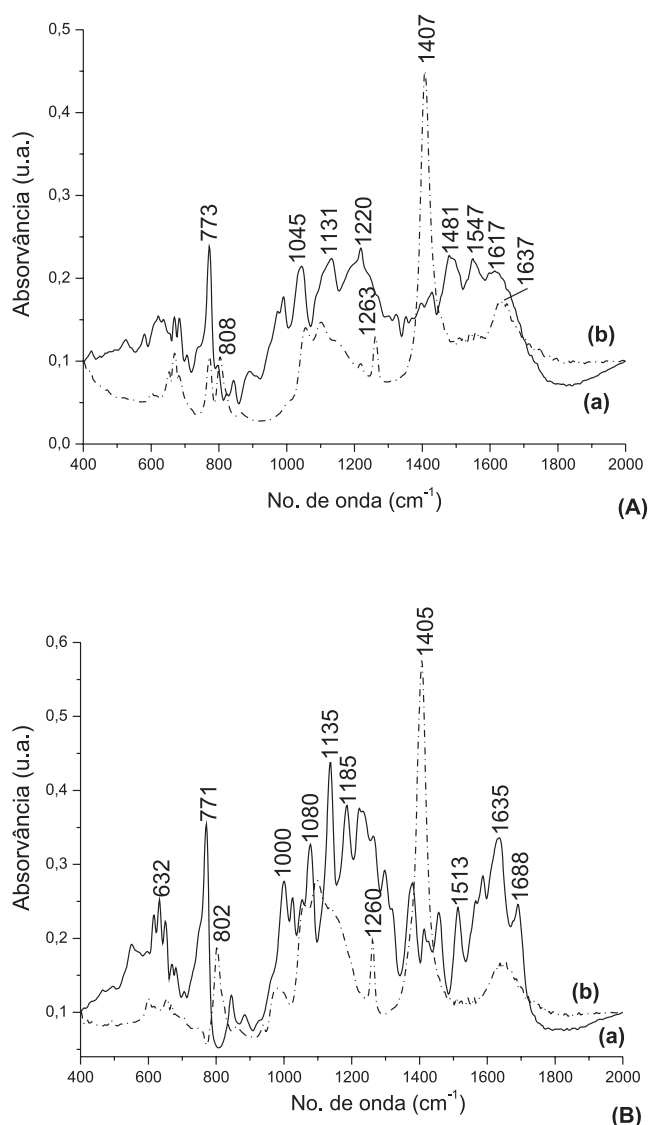 0,5
0,4
0,3
0,2
0,1
0,0
Absorvância (u.a.)
773
808
1045
1131
1220
1263
1407
1481
1547
1617
1637
(b)
(a)
400 600 800 1000 1200 1400 1600 1800 2000
No. de onda (cm⁻¹)
(A)
0,6
0,5
0,4
0,3
0,2
0,1
Absorvância (u.a.)
632
771
802
1000
1080
1135
1185
1260
1405
1513
1635
1688
(b)
(a)
400 600 800 1000 1200 1400 1600 1800 2000
No. de onda (cm⁻¹)
(B)